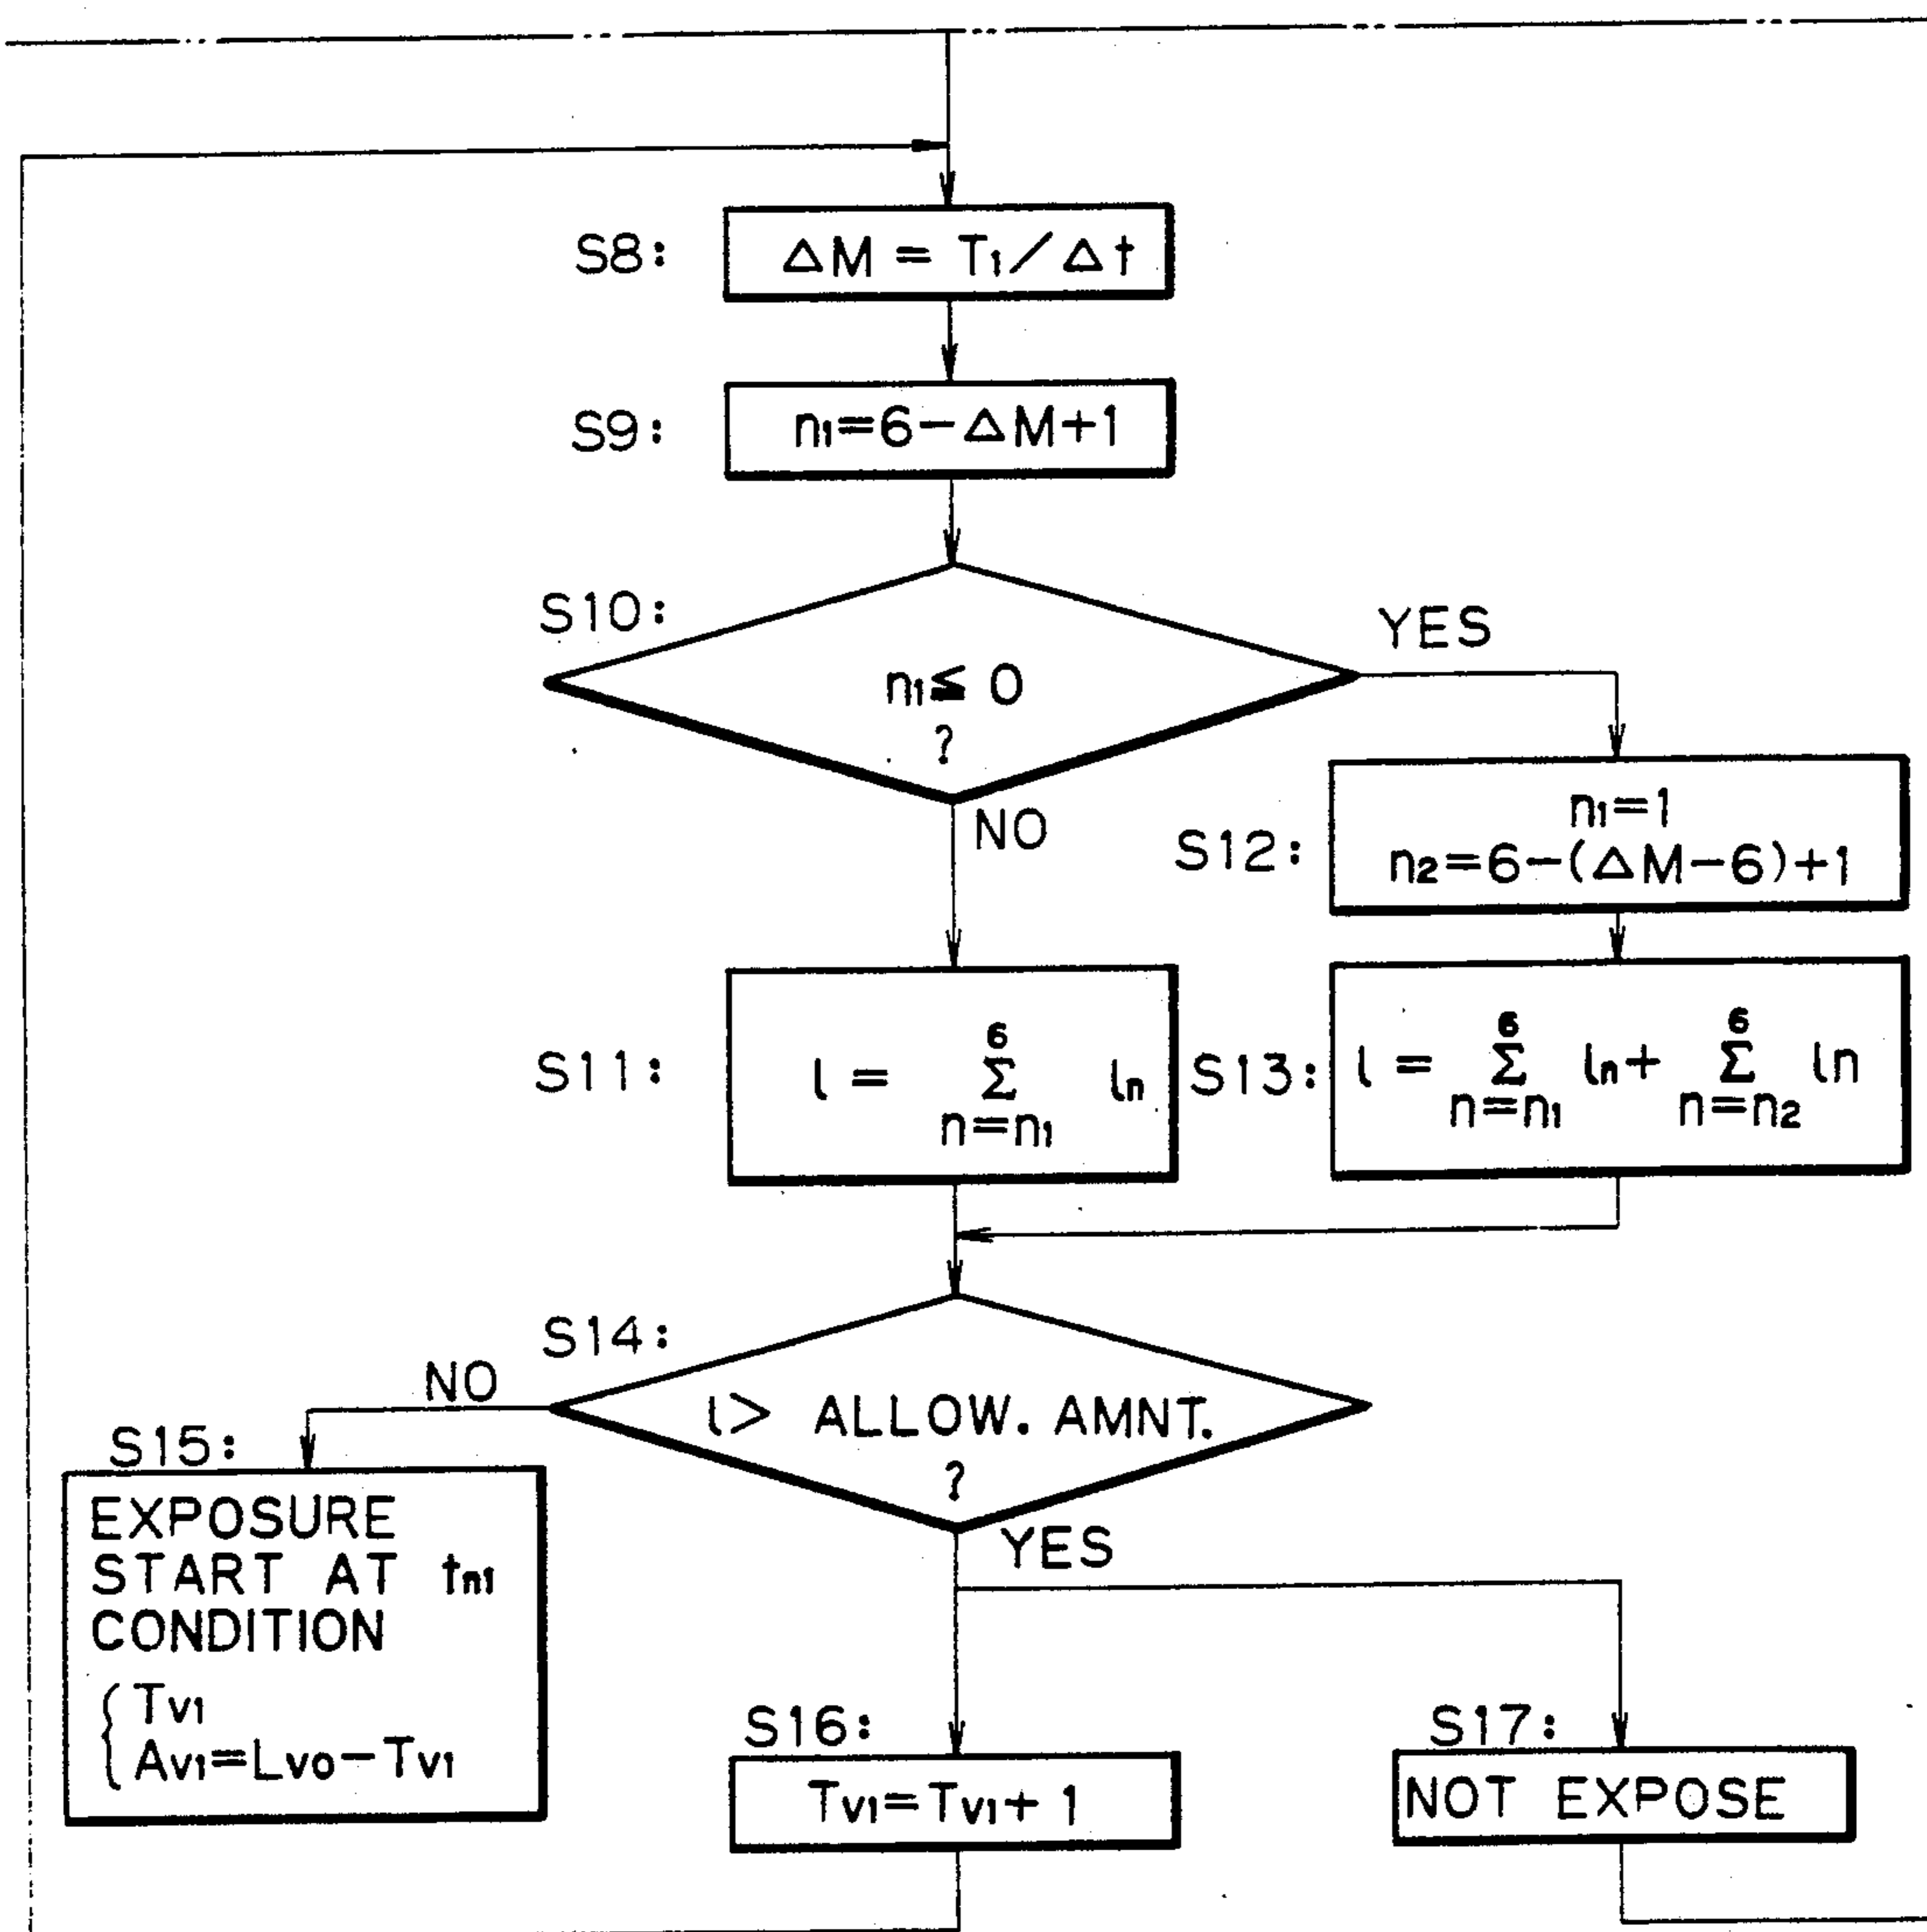 S8: ΔM = T₁/Δt
S9: n₁=6-ΔM+1
S10:
n₁≦ 0
?
YES
NO
S12:
n₁=1
n₂=6-(ΔM-6)+1
S11:
l = 6 Σ n=n₁ lₙ
S13:
l = 6 Σ n=n₁ lₙ+ 6 Σ n=n₂ ln
S14:
l> ALLOW. AMNT.
?
NO
YES
S15:
EXPOSURE
START AT tₙ₁
CONDITION
{ Tv₁
Av₁=Lv₀-Tv₁
S16:
Tv₁=Tv₁+ 1
S17:
NOT EXPOSE